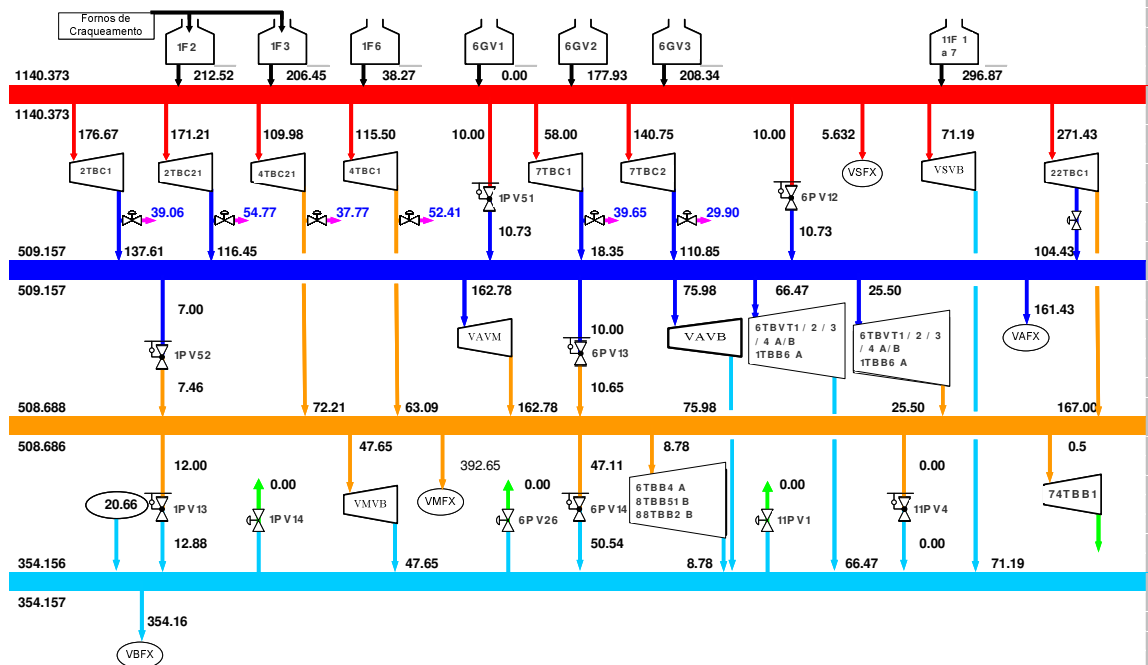 Fornos de
Craqueamento
1F2
1F3
1F6
6GV1
6GV2
6GV3
11F 1
a 7
1140.373
212.52
206.45
38.27
0.00
177.93
208.34
296.87
1140.373
176.67
171.21
109.98
115.50
10.00
58.00
140.75
10.00
5.632
71.19
271.43
2TBC1
2TBC21
4TBC21
4TBC1
1PV51
7TBC1
7TBC2
6PV12
VSFX
VSVB
22TBC1
39.06
54.77
37.77
52.41
10.73
39.65
29.90
10.73
509.157
137.61
116.45
18.35
110.85
104.43
509.157
7.00
162.78
10.00
75.98
66.47
25.50
161.43
1PV52
VAVM
6PV13
VAVB
6TBVT1 / 2 / 3
/ 4 A/B
1TBB6 A
6TBVT1 / 2 / 3
/ 4 A/B
1TBB6 A
VAFX
7.46
10.65
508.688
72.21
63.09
162.78
75.98
25.50
167.00
508.686
12.00
47.65
392.65
47.11
8.78
0.00
0.5
20.66
1PV13
0.00
1PV14
VMVB
VMFX
0.00
6PV26
6PV14
6TBB4 A
8TBB51 B
88TBB2 B
0.00
11PV1
11PV4
74TBB1
12.88
50.54
0.00
354.156
47.65
8.78
66.47
71.19
354.157
354.16
VBFX